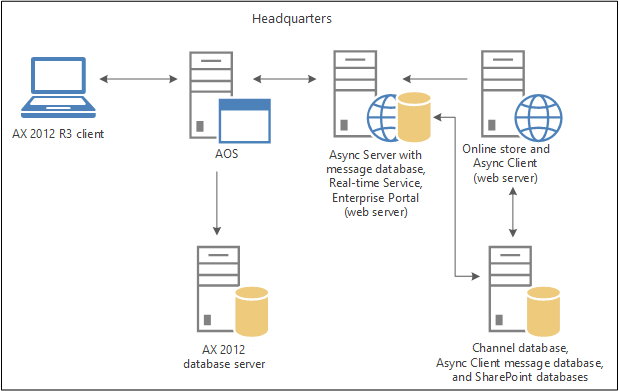 Headquarters
AX 2012 R3 client
AOS
Async Server with
message database,
Real-time Service,
Enterprise Portal
(web server)
Online store and
Async Client
(web server)
AX 2012
database server
Channel database,
Async Client message database,
and SharePoint databases